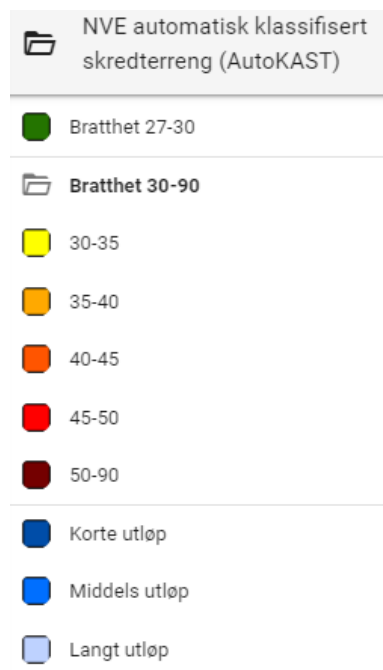 NVE automatisk klassifisert
skredterreng (AutoKAST)
Bratthet 27-30
Bratthet 30-90
30-35
35-40
40-45
45-50
50-90
Korte utløp
Middels utløp
Langt utløp